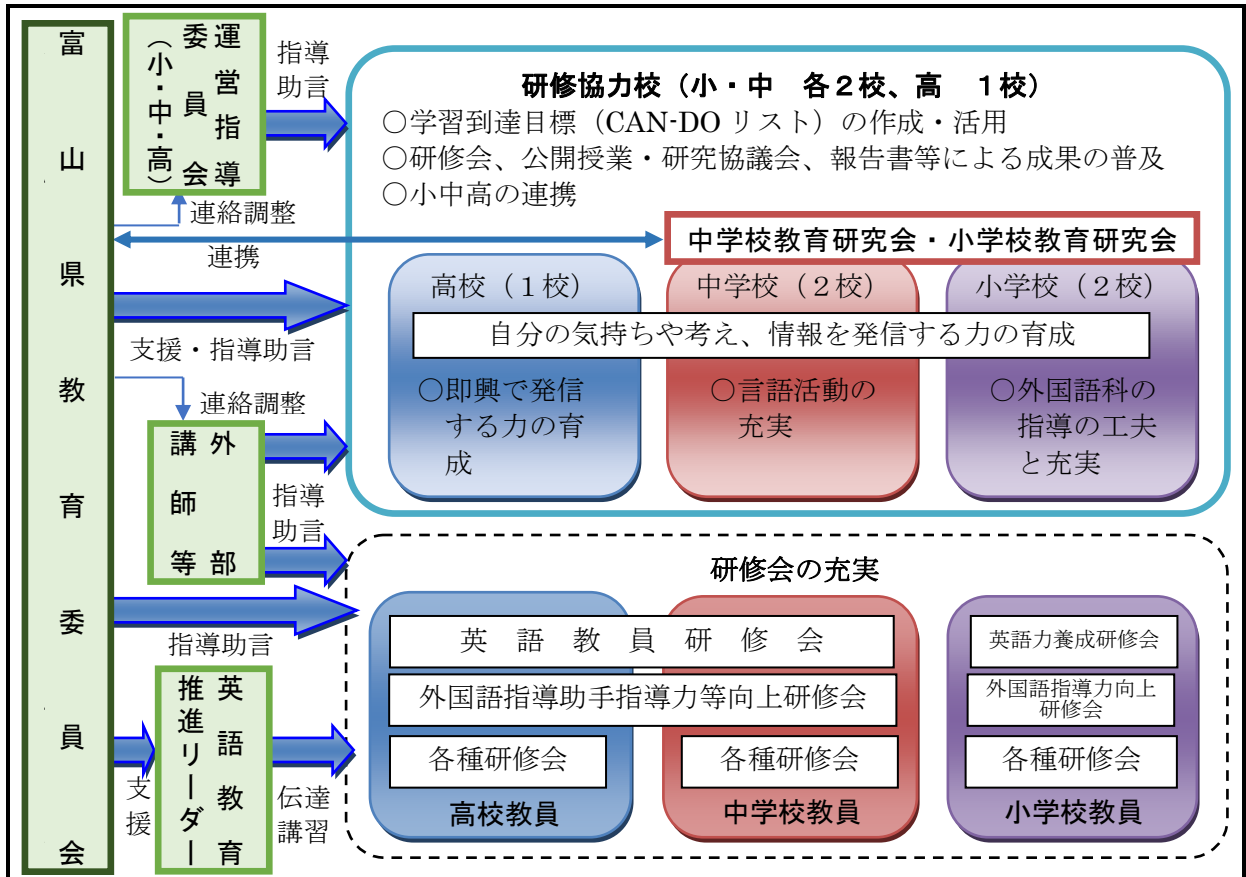 富山県教育委員会
運営指導
委員会
(小・中・高)
指導
助言
連絡調整
連携
支援・指導助言
連絡調整
外部
講師等
指導
助言
指導助言
英語教育
推進リーダー
支援
伝達
講習
研修協力校(小・中 各2校、高 1校)
○学習到達目標(CAN-DO リスト)の作成・活用
○研修会、公開授業・研究協議会、報告書等による成果の普及
○小中高の連携
中学校教育研究会・小学校教育研究会
高校(1校)
中学校(2校)
小学校(2校)
自分の気持ちや考え、情報を発信する力の育成
○即興で発信
する力の育
成
○言語活動の
充実
○外国語科の
指導の工夫
と充実
研修会の充実
英語教員研修会
英語力養成研修会
外国語指導助手指導力等向上研修会
外国語指導力向上
研修会
各種研修会
各種研修会
各種研修会
高校教員
中学校教員
小学校教員